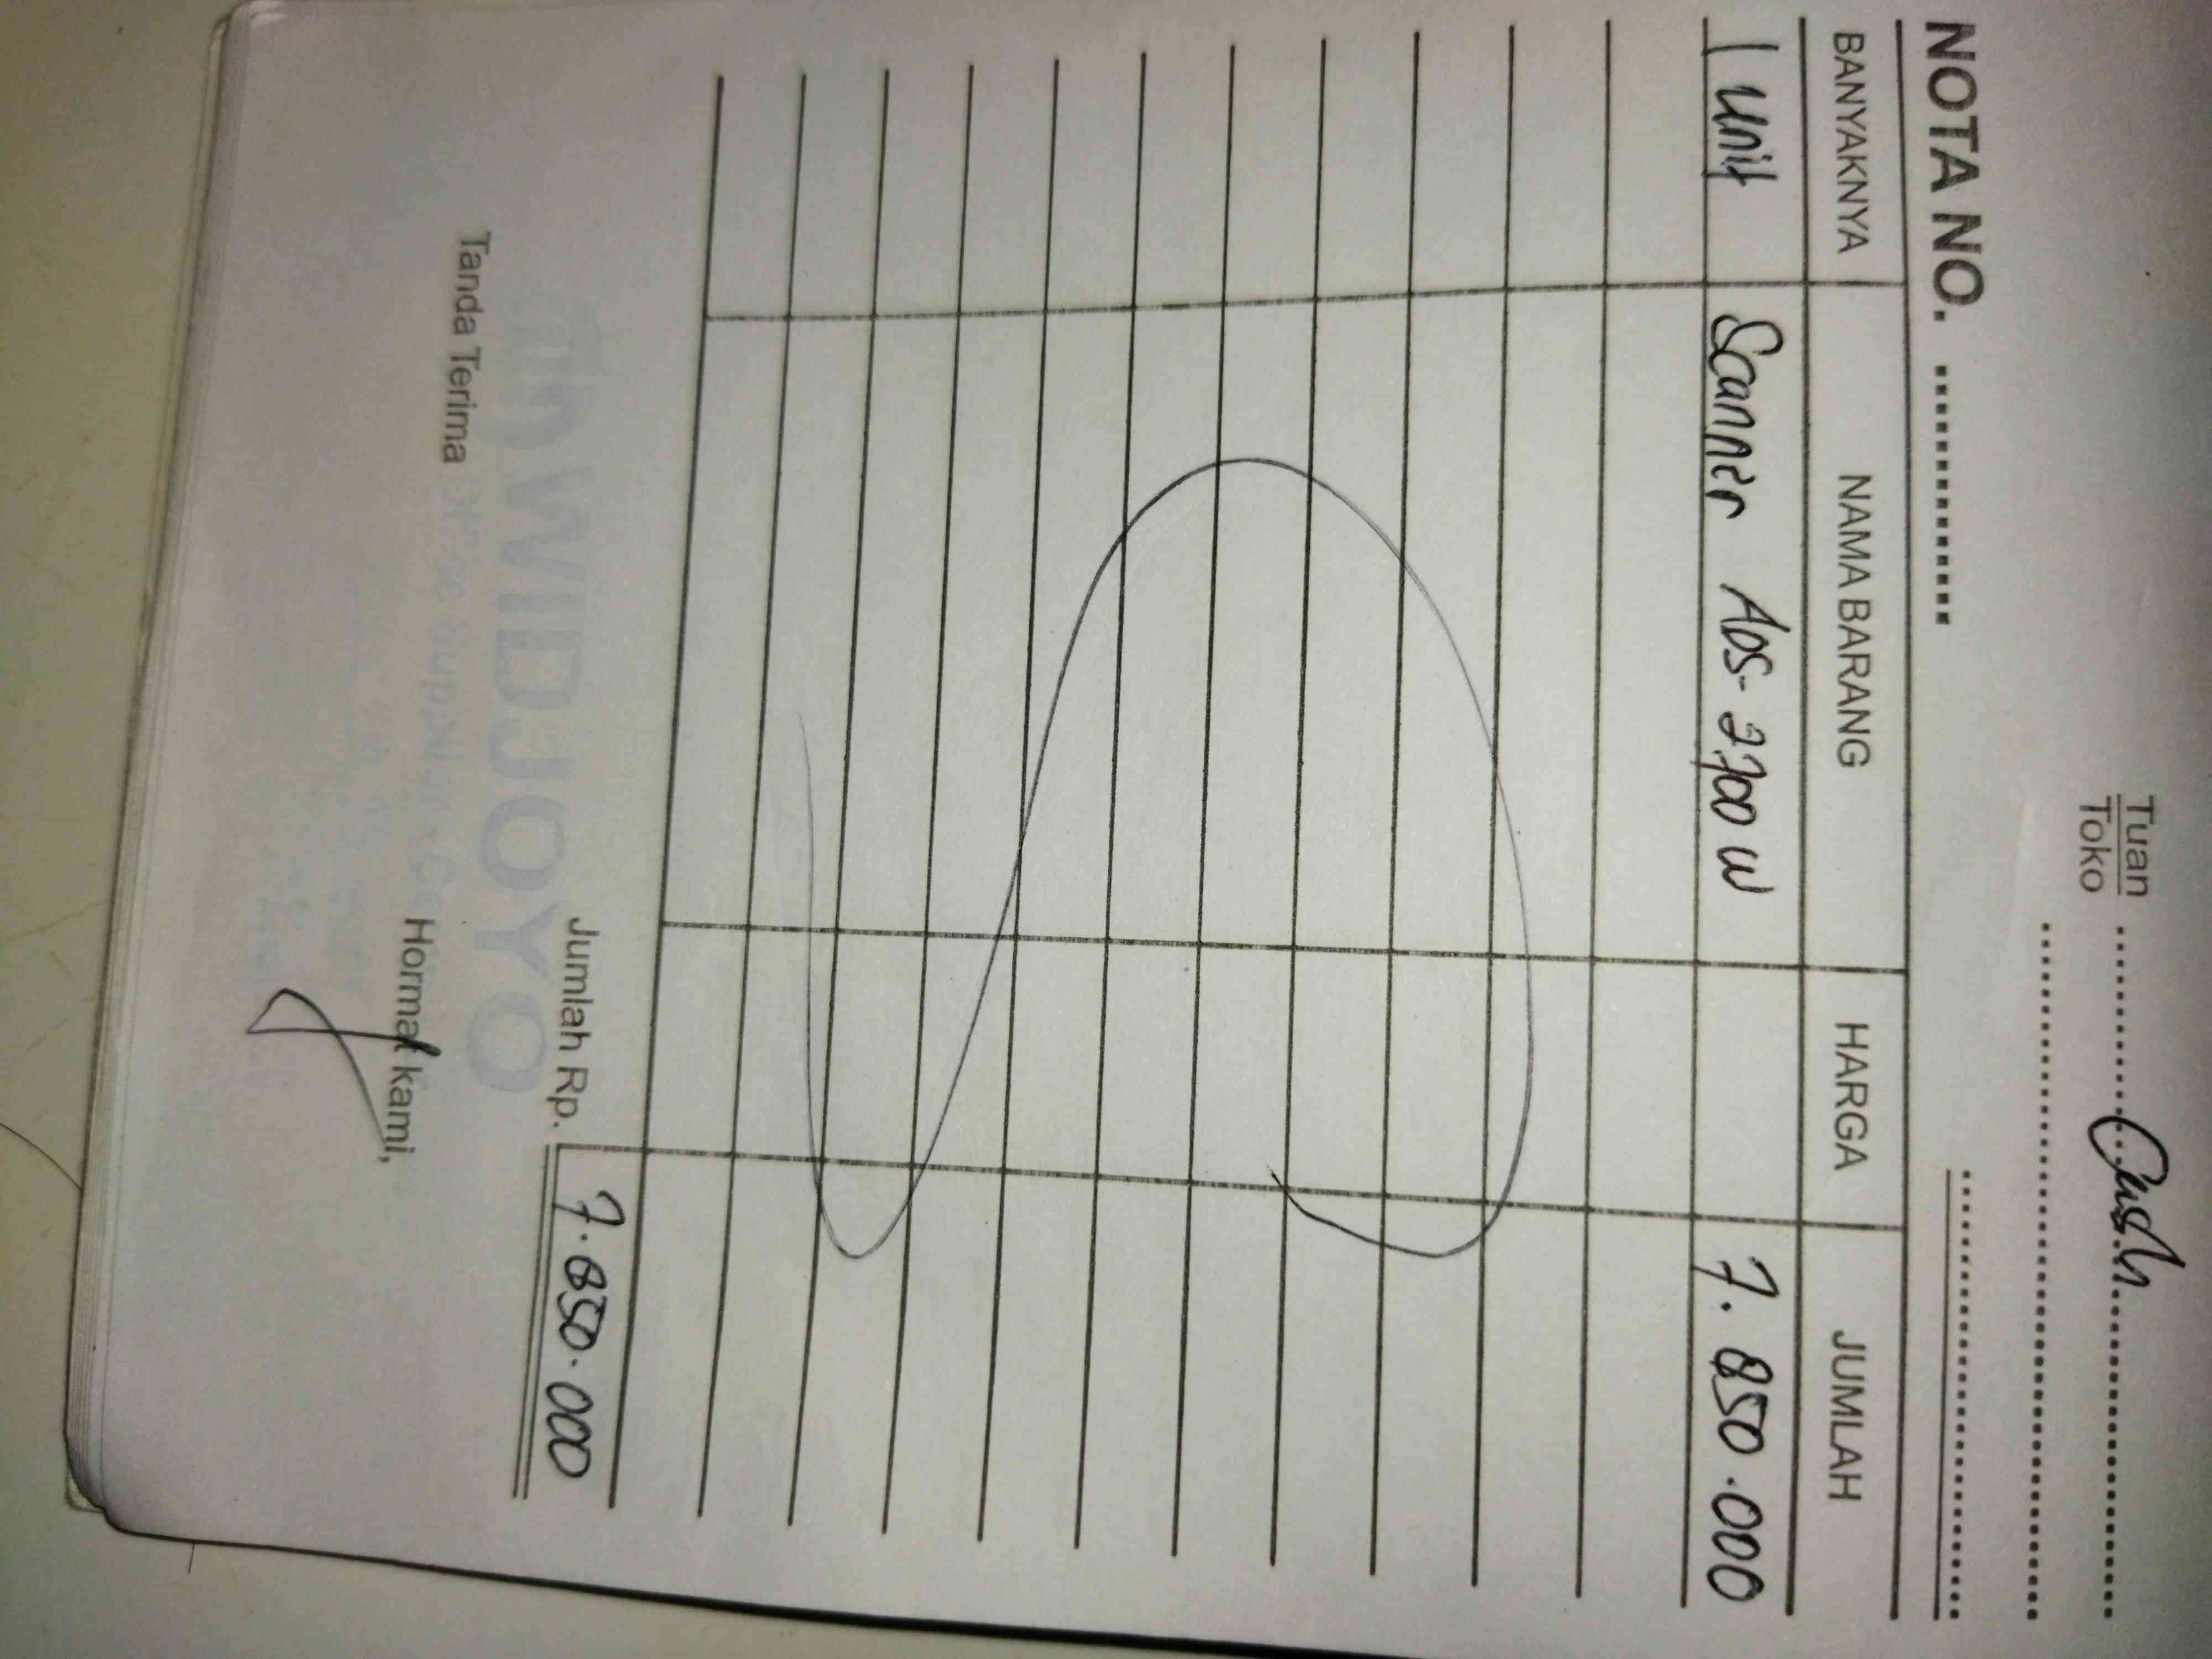 Tuan ............ Cash ............
Toko
NOTA NO. ............
BANYAKNYA NAMA BARANG HARGA JUMLAH
1 Unit Scanner ADS-2700 W 7.850.000
Jumlah Rp. 7.850.000
WIDJOYO
Tanda Terima Hormat kami,